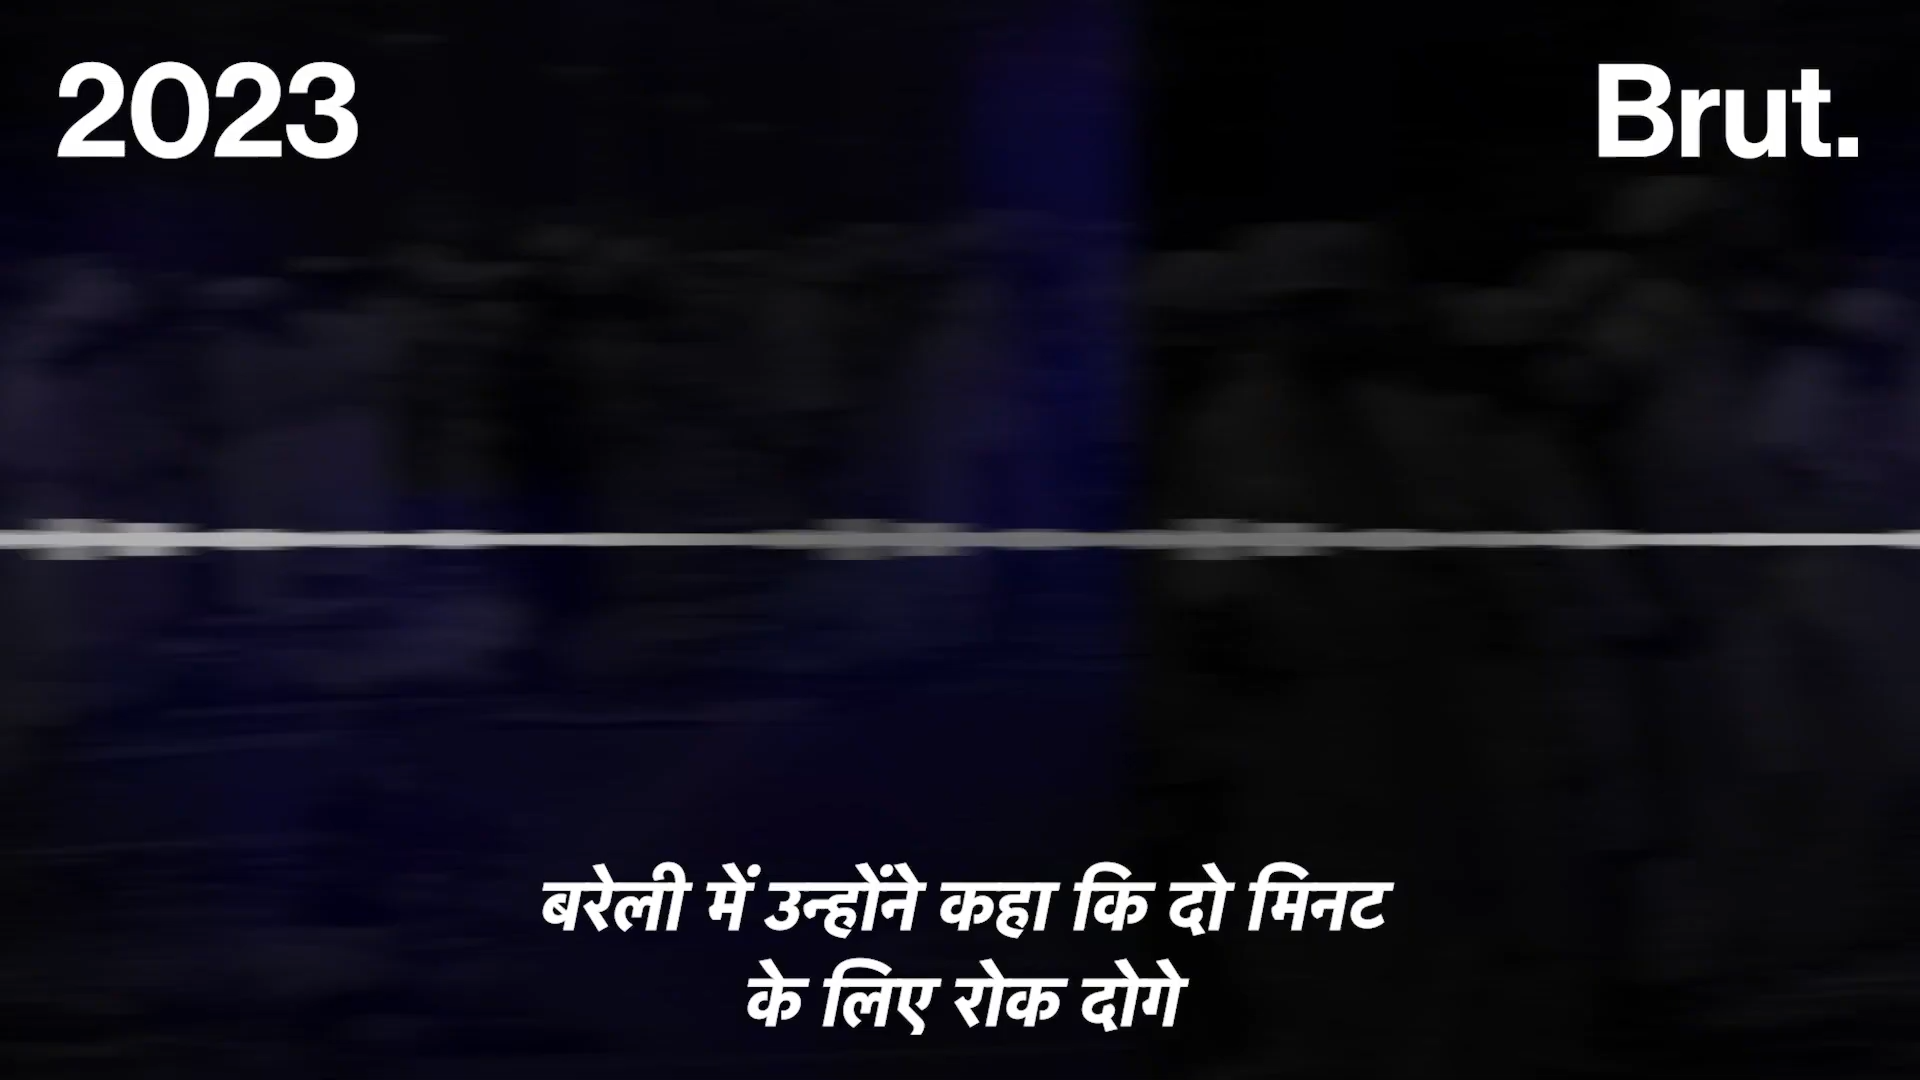 2023
Brut.
बरेली में उन्होंने कहा कि दो मिनट
के लिए रोक दोगे